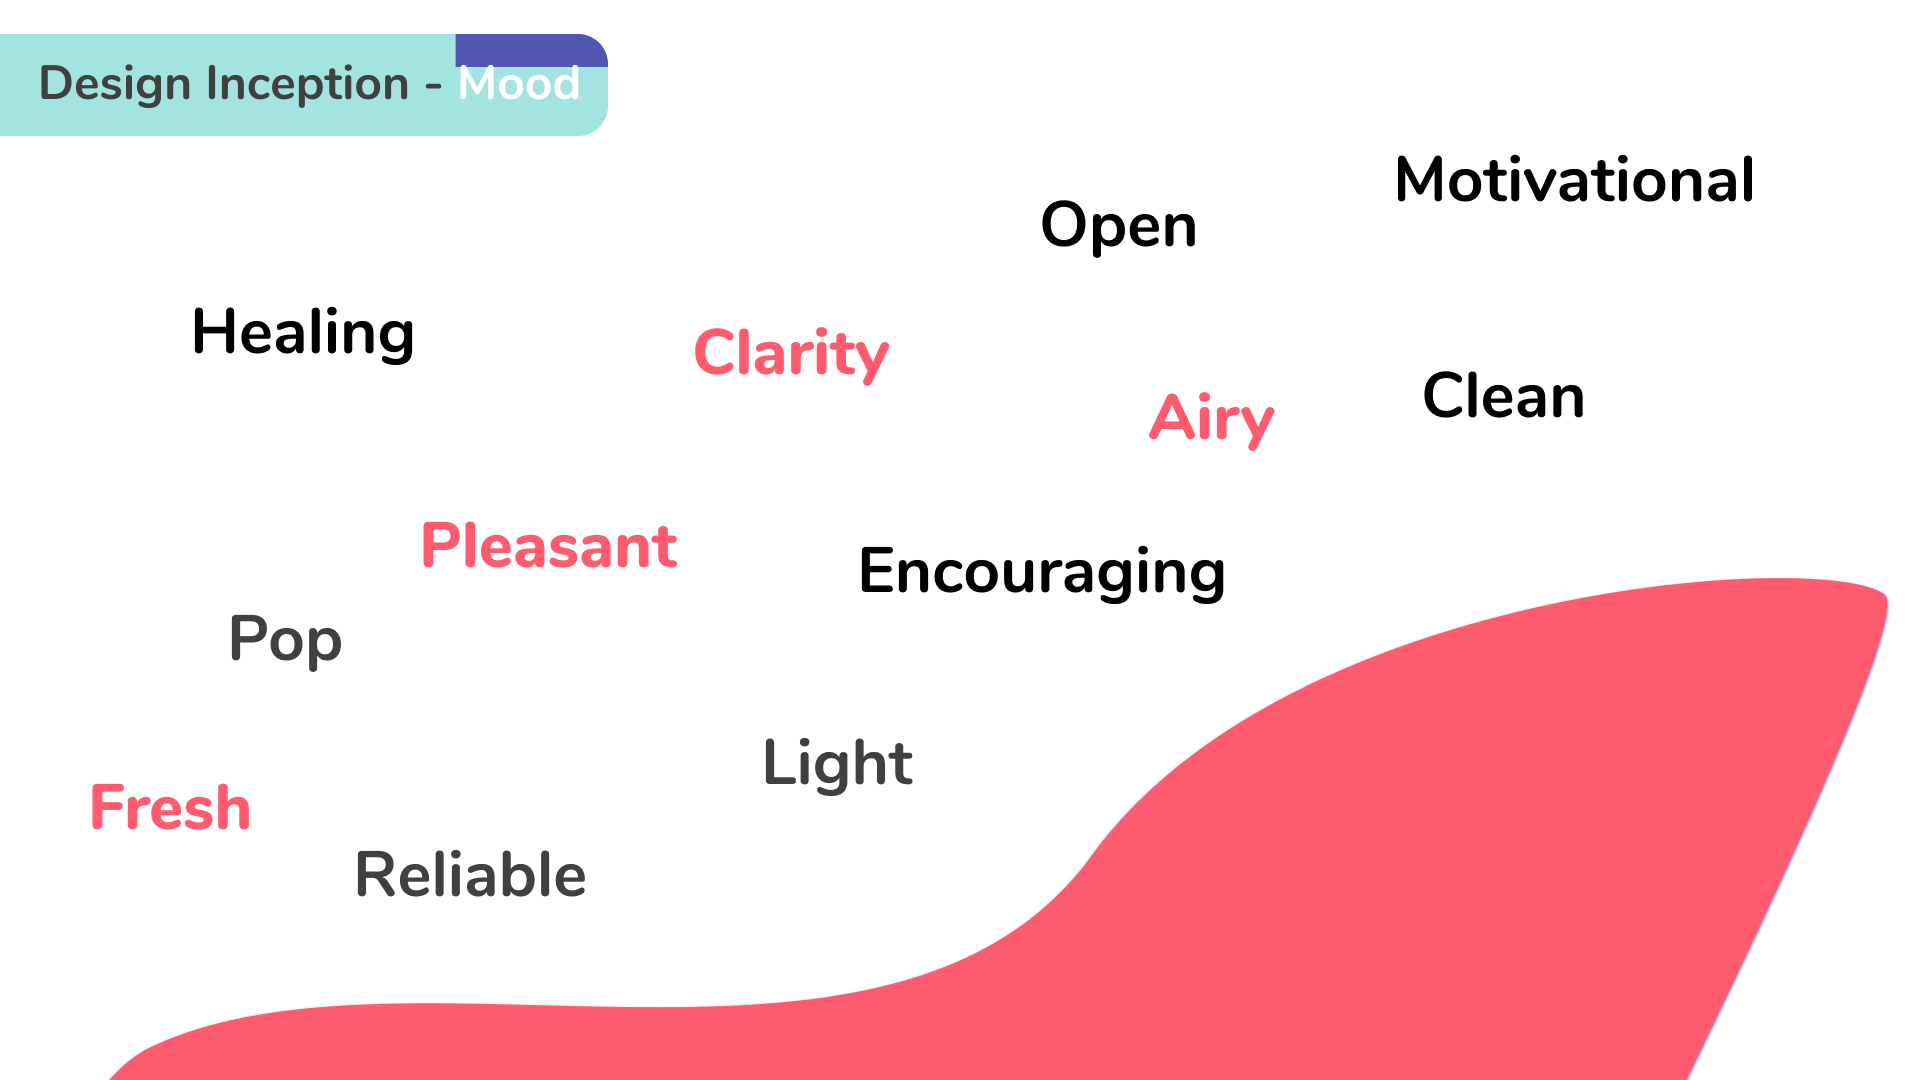 Design Inception - Mood
Motivational
Open
Healing
Clarity
Clean
Airy
Pleasant
Encouraging
Pop
Light
Fresh
Reliable